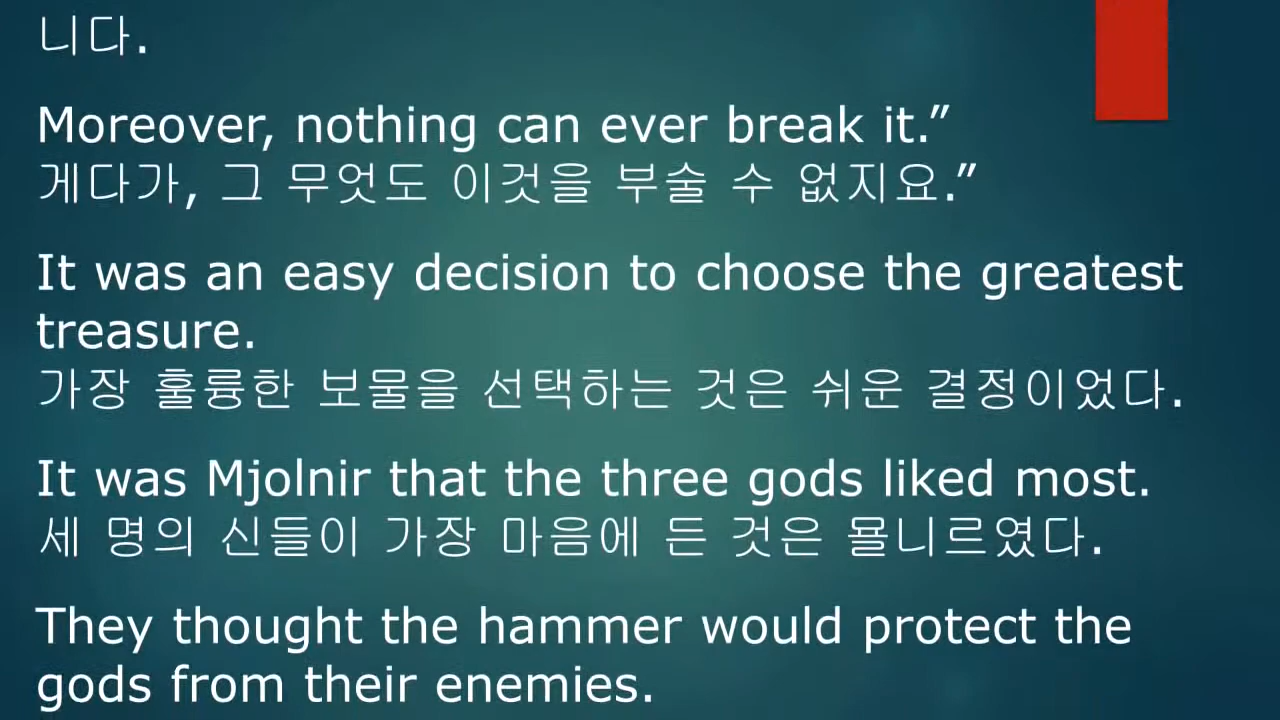 니다.
Moreover, nothing can ever break it.”
게다가, 그 무엇도 이것을 부술 수 없지요.”
It was an easy decision to choose the greatest
treasure.
가장 훌륭한 보물을 선택하는 것은 쉬운 결정이었다.
It was Mjolnir that the three gods liked most.
세 명의 신들이 가장 마음에 든 것은 묠니르였다.
They thought the hammer would protect the
gods from their enemies.